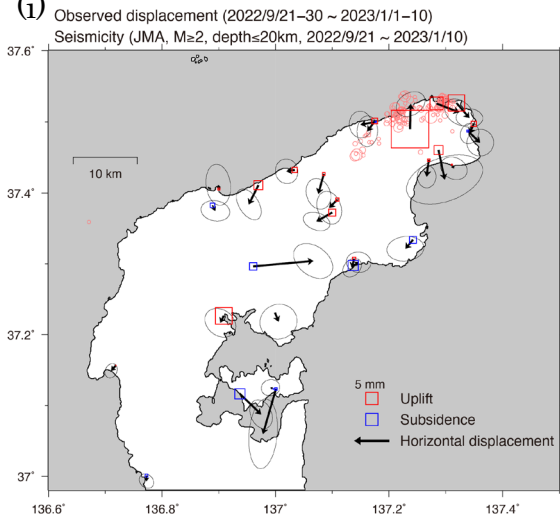 (i)
Observed displacement (2022/9/21−30 ~ 2023/1/1−10)
Seismicity (JMA, M≥2, depth≤20km, 2022/9/21 ~ 2023/1/10)
37.6˚
10 km
37.4˚
37.2˚
5 mm
Uplift
Subsidence
Horizontal displacement
37˚
136.6˚ 136.8˚ 137˚ 137.2˚ 137.4˚